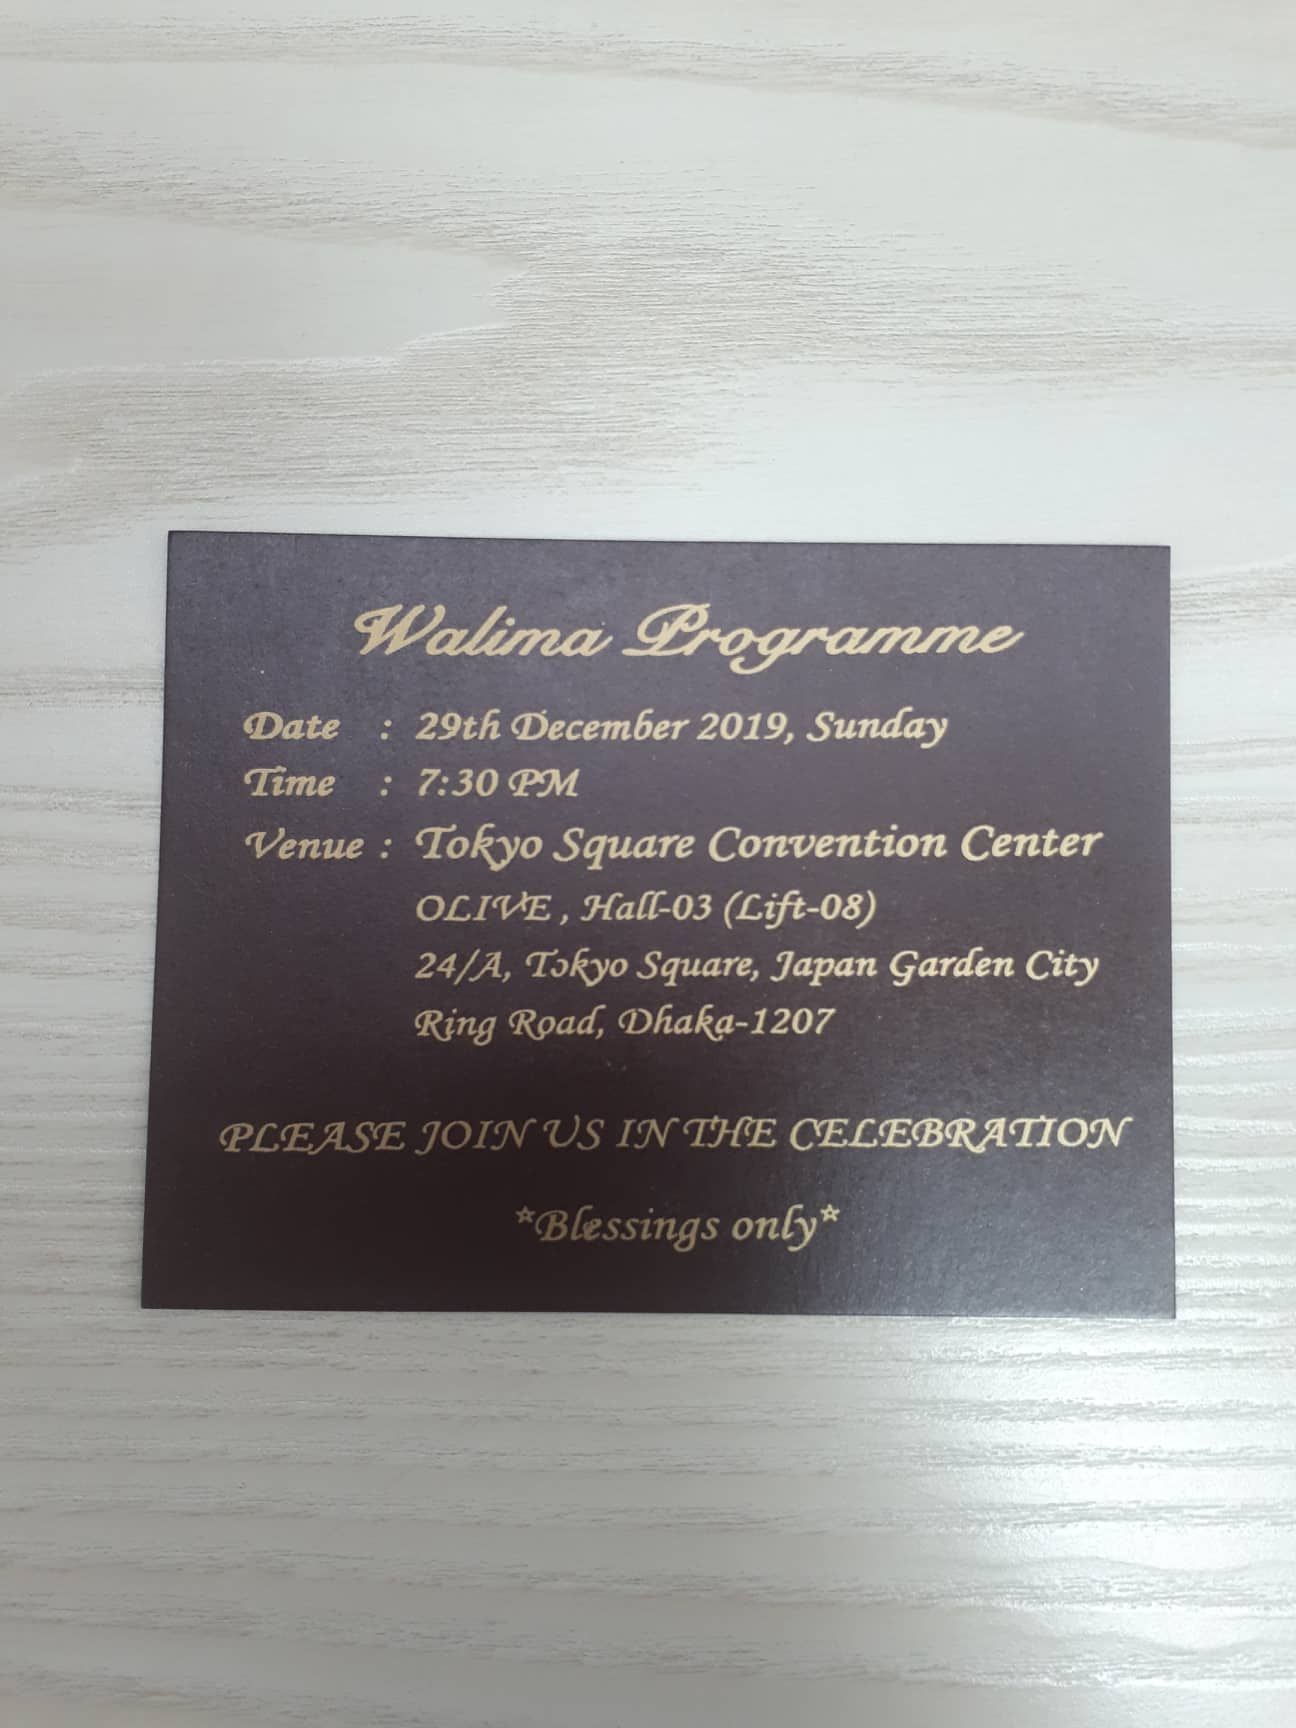 Walima Programme
Date : 29th December 2019, Sunday
Time : 7:30 PM
Venue : Tokyo Square Convention Center
OLIVE , Hall-03 (Lift-08)
24/A, Tokyo Square, Japan Garden City
Ring Road, Dhaka-1207
PLEASE JOIN US IN THE CELEBRATION
*Blessings only*